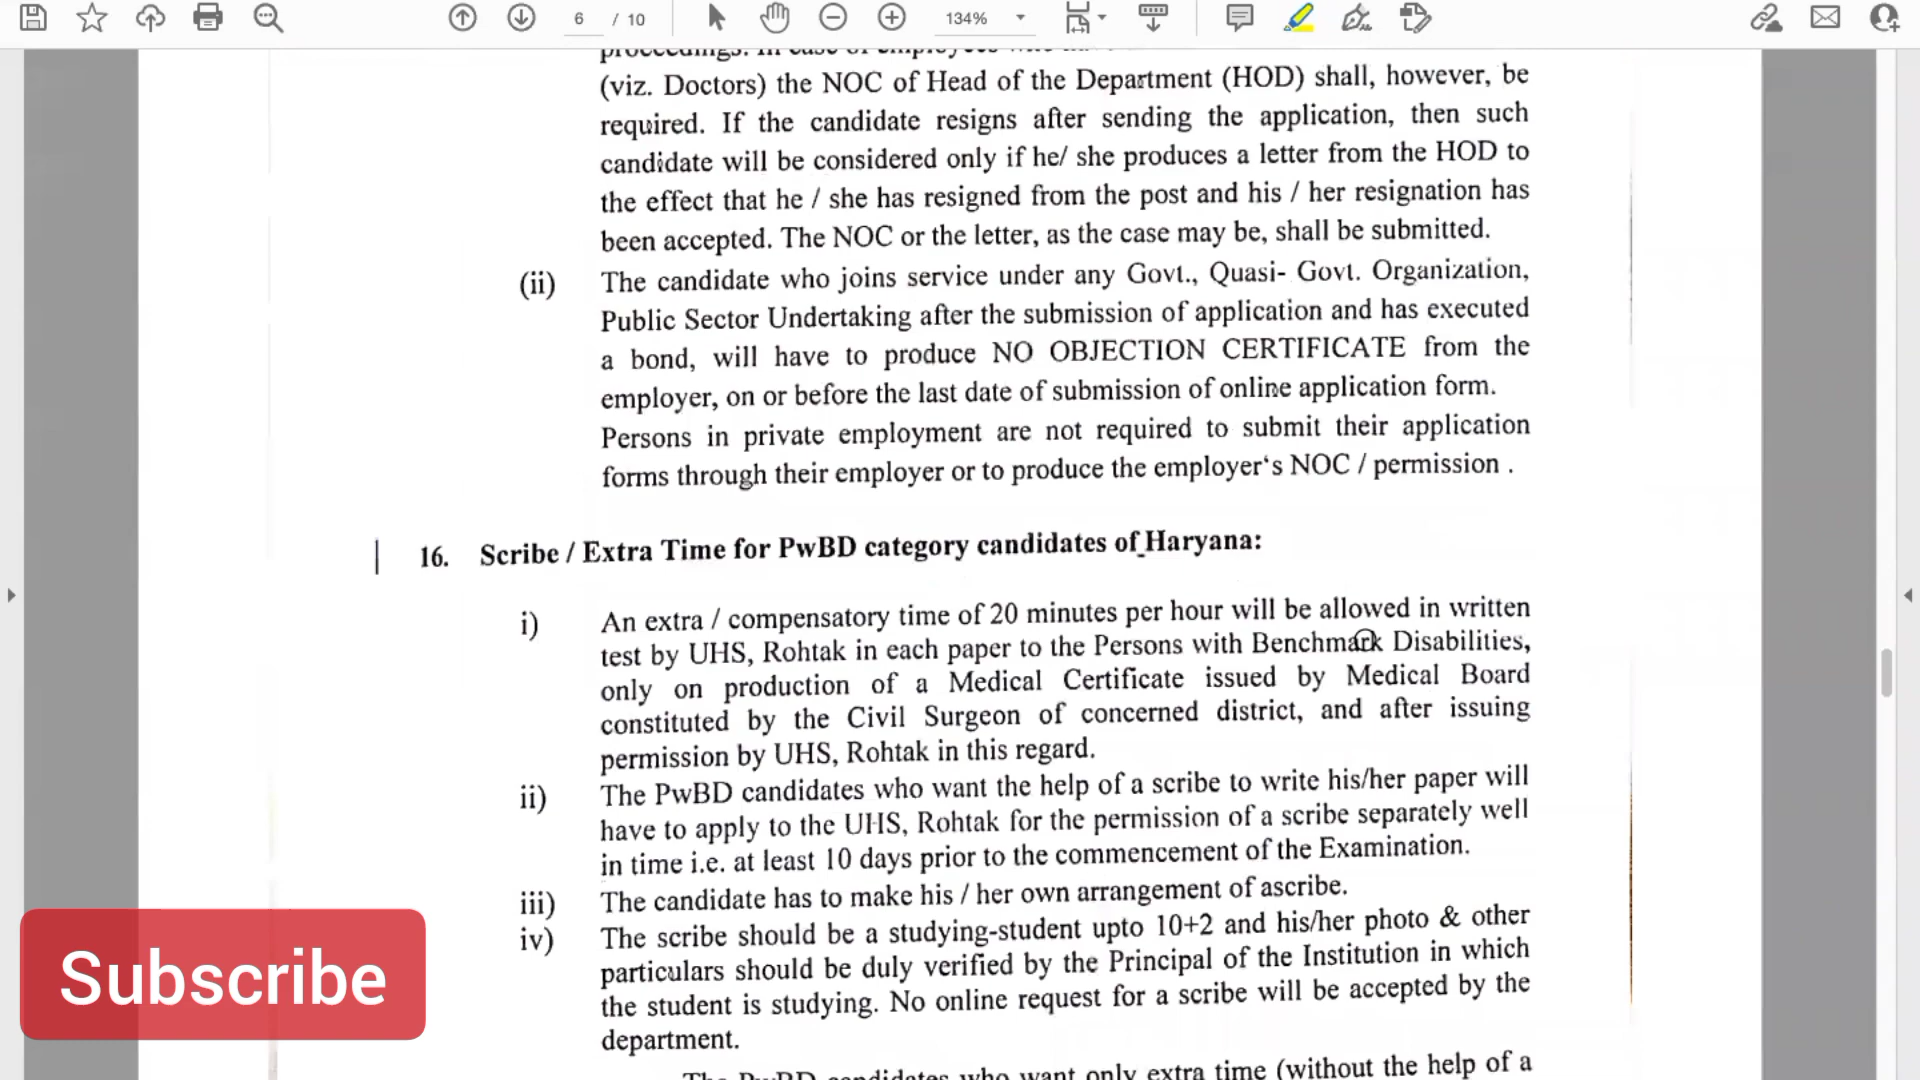 6 / 10
134%
(viz. Doctors) the NOC of Head of the Department (HOD) shall, however, be
required. If the candidate resigns after sending the application, then such
candidate will be considered only if he/ she produces a letter from the HOD to
the effect that he / she has resigned from the post and his / her resignation has
been accepted. The NOC or the letter, as the case may be, shall be submitted.
(ii) The candidate who joins service under any Govt., Quasi- Govt. Organization,
Public Sector Undertaking after the submission of application and has executed
a bond, will have to produce NO OBJECTION CERTIFICATE from the
employer, on or before the last date of submission of online application form.
Persons in private employment are not required to submit their application
forms through their employer or to produce the employer‘s NOC / permission .
16. Scribe / Extra Time for PwBD category candidates of Haryana:
i) An extra / compensatory time of 20 minutes per hour will be allowed in written
test by UHS, Rohtak in each paper to the Persons with Benchmark Disabilities,
only on production of a Medical Certificate issued by Medical Board
constituted by the Civil Surgeon of concerned district, and after issuing
permission by UHS, Rohtak in this regard.
ii) The PwBD candidates who want the help of a scribe to write his/her paper will
have to apply to the UHS, Rohtak for the permission of a scribe separately well
in time i.e. at least 10 days prior to the commencement of the Examination.
iii) The candidate has to make his / her own arrangement of ascribe.
iv) The scribe should be a studying-student upto 10+2 and his/her photo & other
particulars should be duly verified by the Principal of the Institution in which
the student is studying. No online request for a scribe will be accepted by the
department.
The PwBD candidates who want only extra time (without the help of a
Subscribe